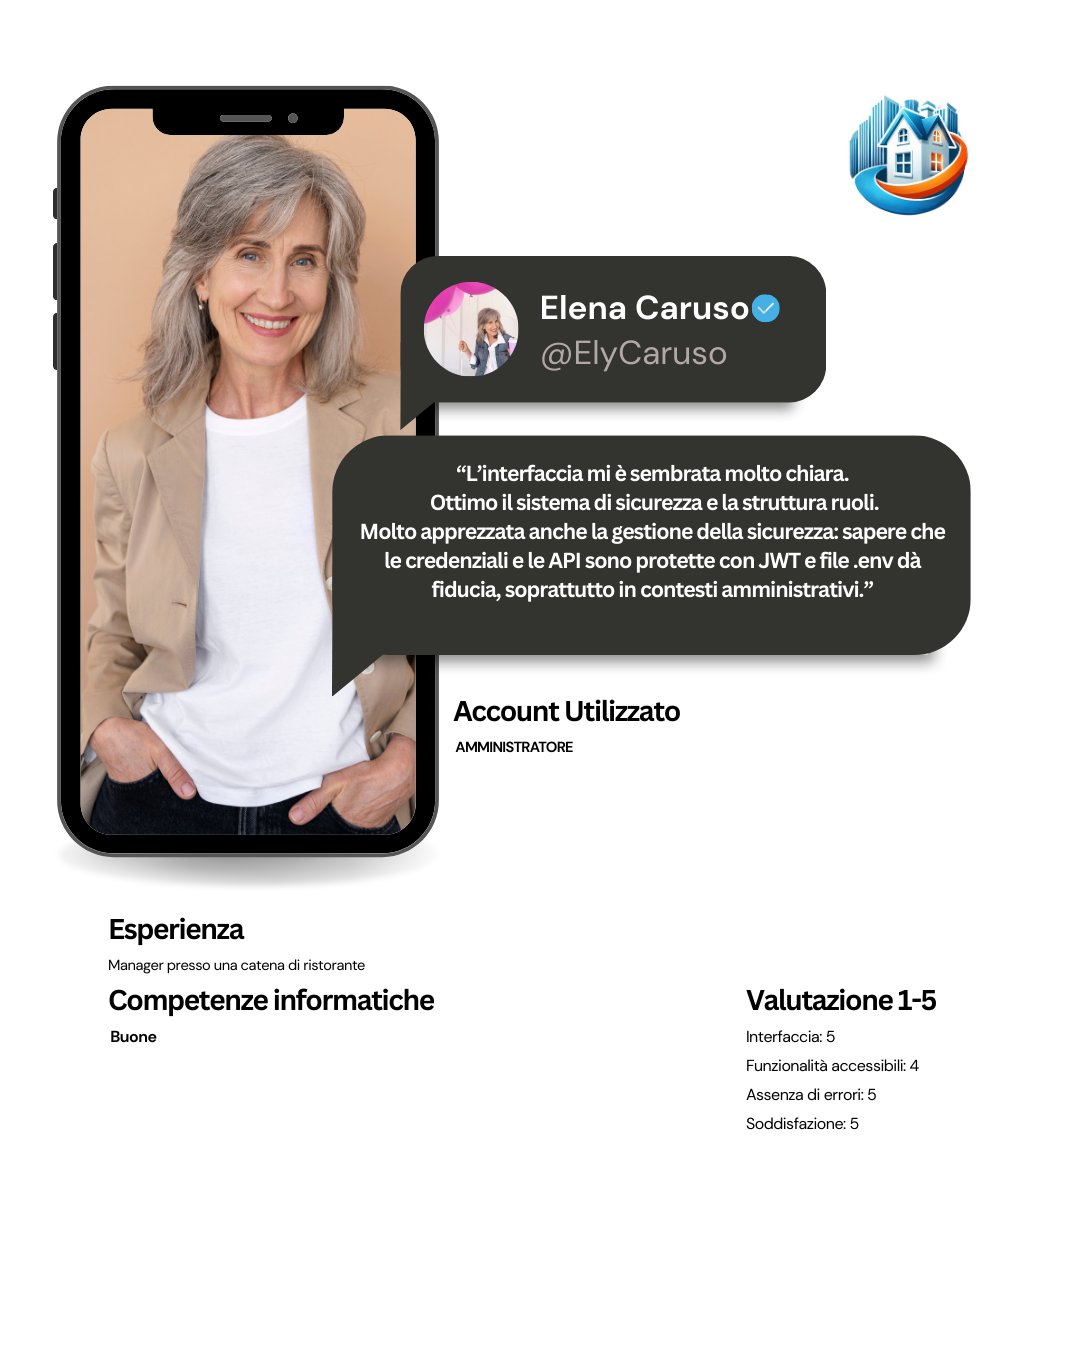 Elena Caruso
@ElyCaruso
“L’interfaccia mi è sembrata molto chiara.
Ottimo il sistema di sicurezza e la struttura ruoli.
Molto apprezzata anche la gestione della sicurezza: sapere che
le credenziali e le API sono protette con JWT e file .env dà
fiducia, soprattutto in contesti amministrativi.”
Account Utilizzato
AMMINISTRATORE
Esperienza
Manager presso una catena di ristorante
Competenze informatiche
Buone
Valutazione 1-5
Interfaccia: 5
Funzionalità accessibili: 4
Assenza di errori: 5
Soddisfazione: 5